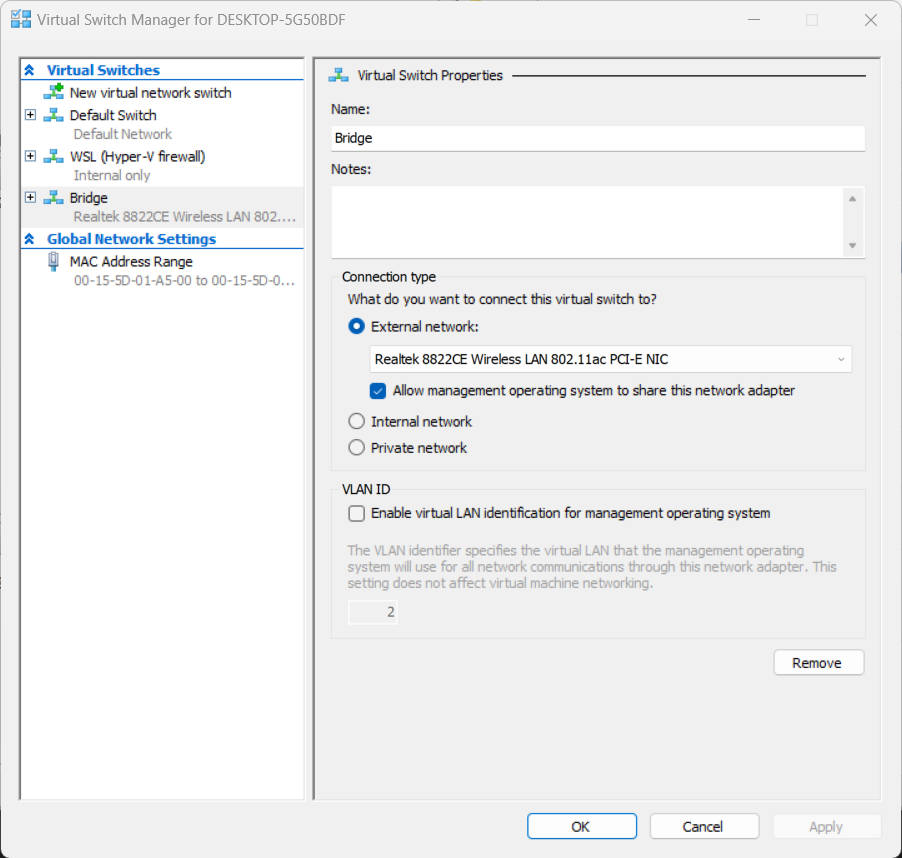 Virtual Switch Manager for DESKTOP-5G50BDF
Virtual Switches
New virtual network switch
Default Switch
Default Network
WSL (Hyper-V firewall)
Internal only
Bridge
Realtek 8822CE Wireless LAN 802....
Global Network Settings
MAC Address Range
00-15-5D-01-A5-00 to 00-15-5D-0...
Virtual Switch Properties
Name:
Bridge
Notes:
Connection type
What do you want to connect this virtual switch to?
External network:
Realtek 8822CE Wireless LAN 802.11ac PCI-E NIC
Allow management operating system to share this network adapter
Internal network
Private network
VLAN ID
Enable virtual LAN identification for management operating system
The VLAN identifier specifies the virtual LAN that the management operating
system will use for all network communications through this network adapter. This
setting does not affect virtual machine networking.
2
Remove
OK
Cancel
Apply